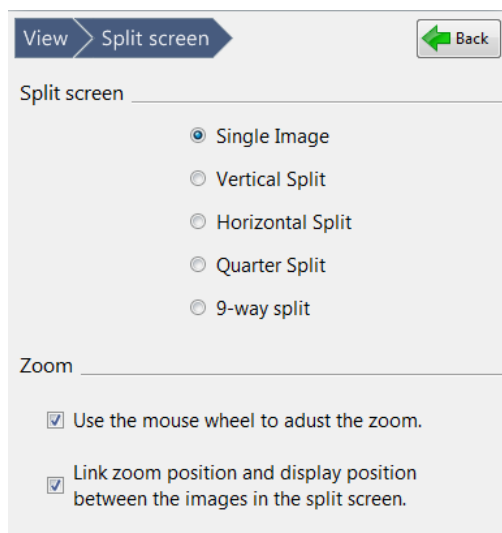 View Split screen Back
Split screen
Single Image
Vertical Split
Horizontal Split
Quarter Split
9-way split
Zoom
Use the mouse wheel to adust the zoom.
Link zoom position and display position
between the images in the split screen.